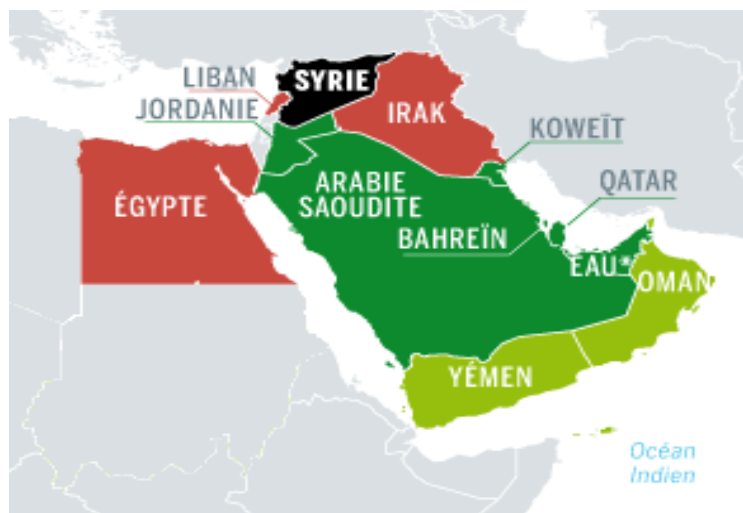 LIBAN
SYRIE
JORDANIE
IRAK
KOWEÏT
ÉGYPTE
ARABIE
SAOUDITE
QATAR
BAHREÏN
EAU*
OMAN
YÉMEN
Océan
Indien